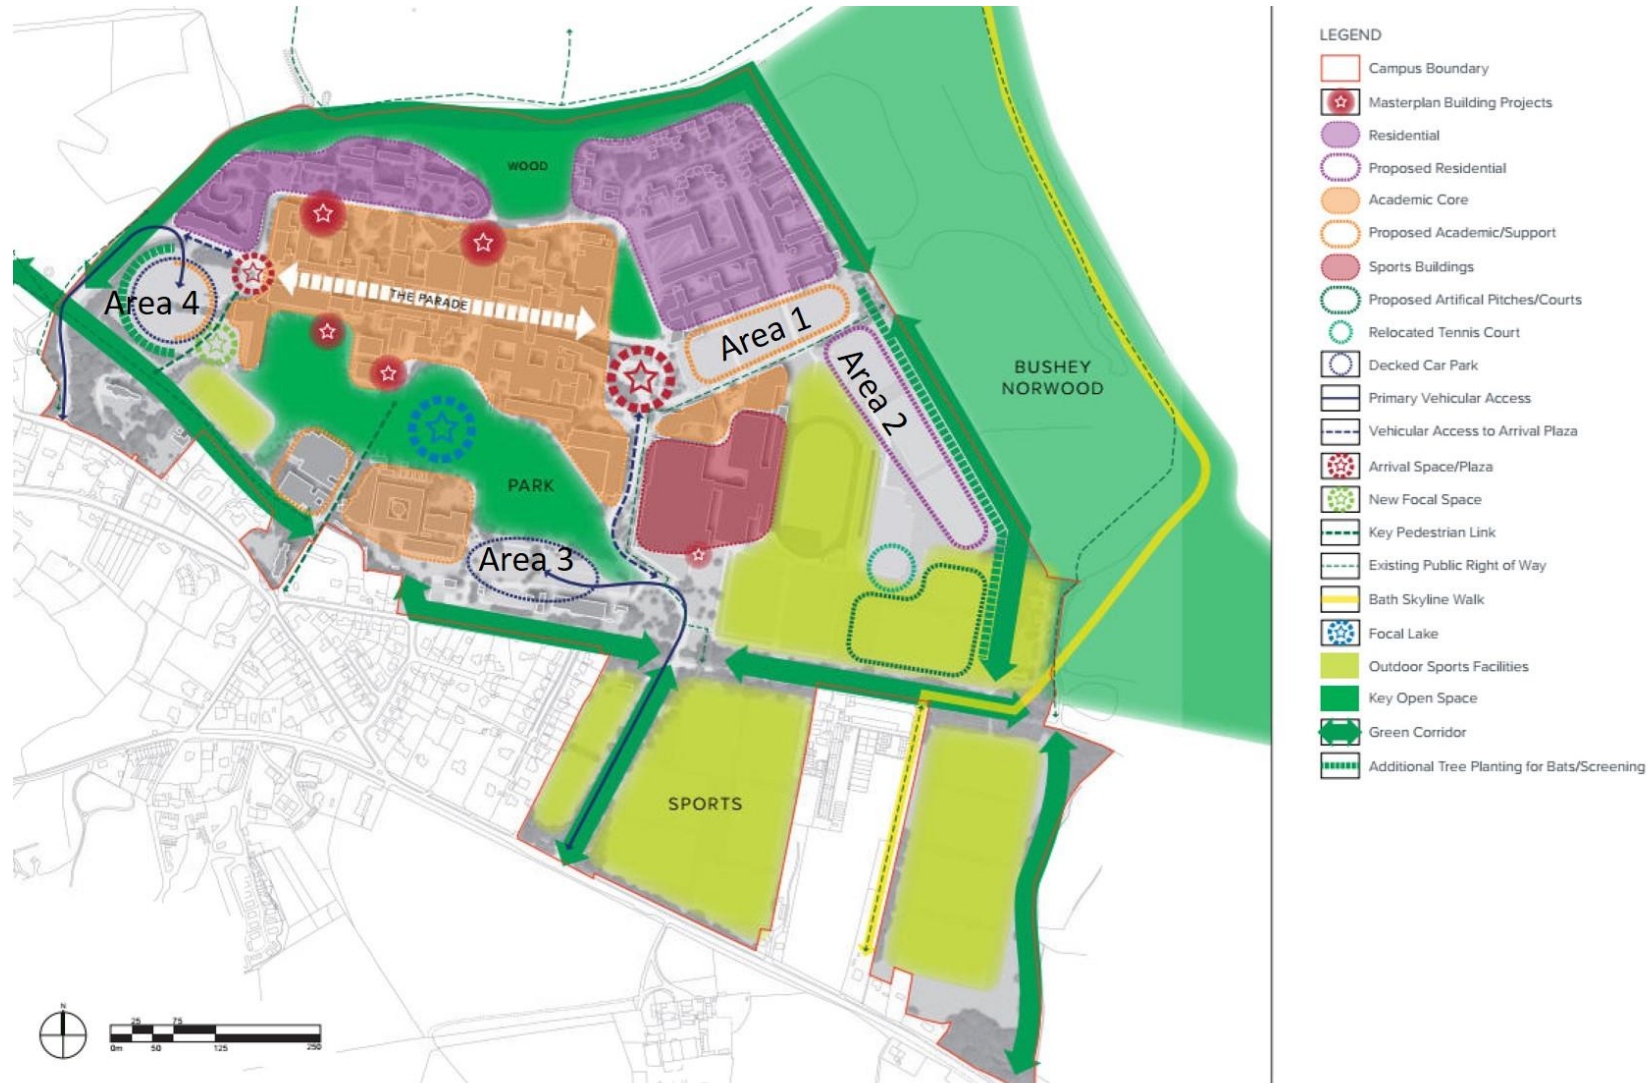 WOOD
THE PARADE
Area 4
Area 1
Area 2
BUSHEY
NORWOOD
PARK
Area 3
SPORTS
N
25 75
0m 50 125 250
LEGEND
Campus Boundary
Masterplan Building Projects
Residential
Proposed Residential
Academic Core
Proposed Academic/Support
Sports Buildings
Proposed Artifical Pitches/Courts
Relocated Tennis Court
Decked Car Park
Primary Vehicular Access
Vehicular Access to Arrival Plaza
Arrival Space/Plaza
New Focal Space
Key Pedestrian Link
Existing Public Right of Way
Bath Skyline Walk
Focal Lake
Outdoor Sports Facilities
Key Open Space
Green Corridor
Additional Tree Planting for Bats/Screening